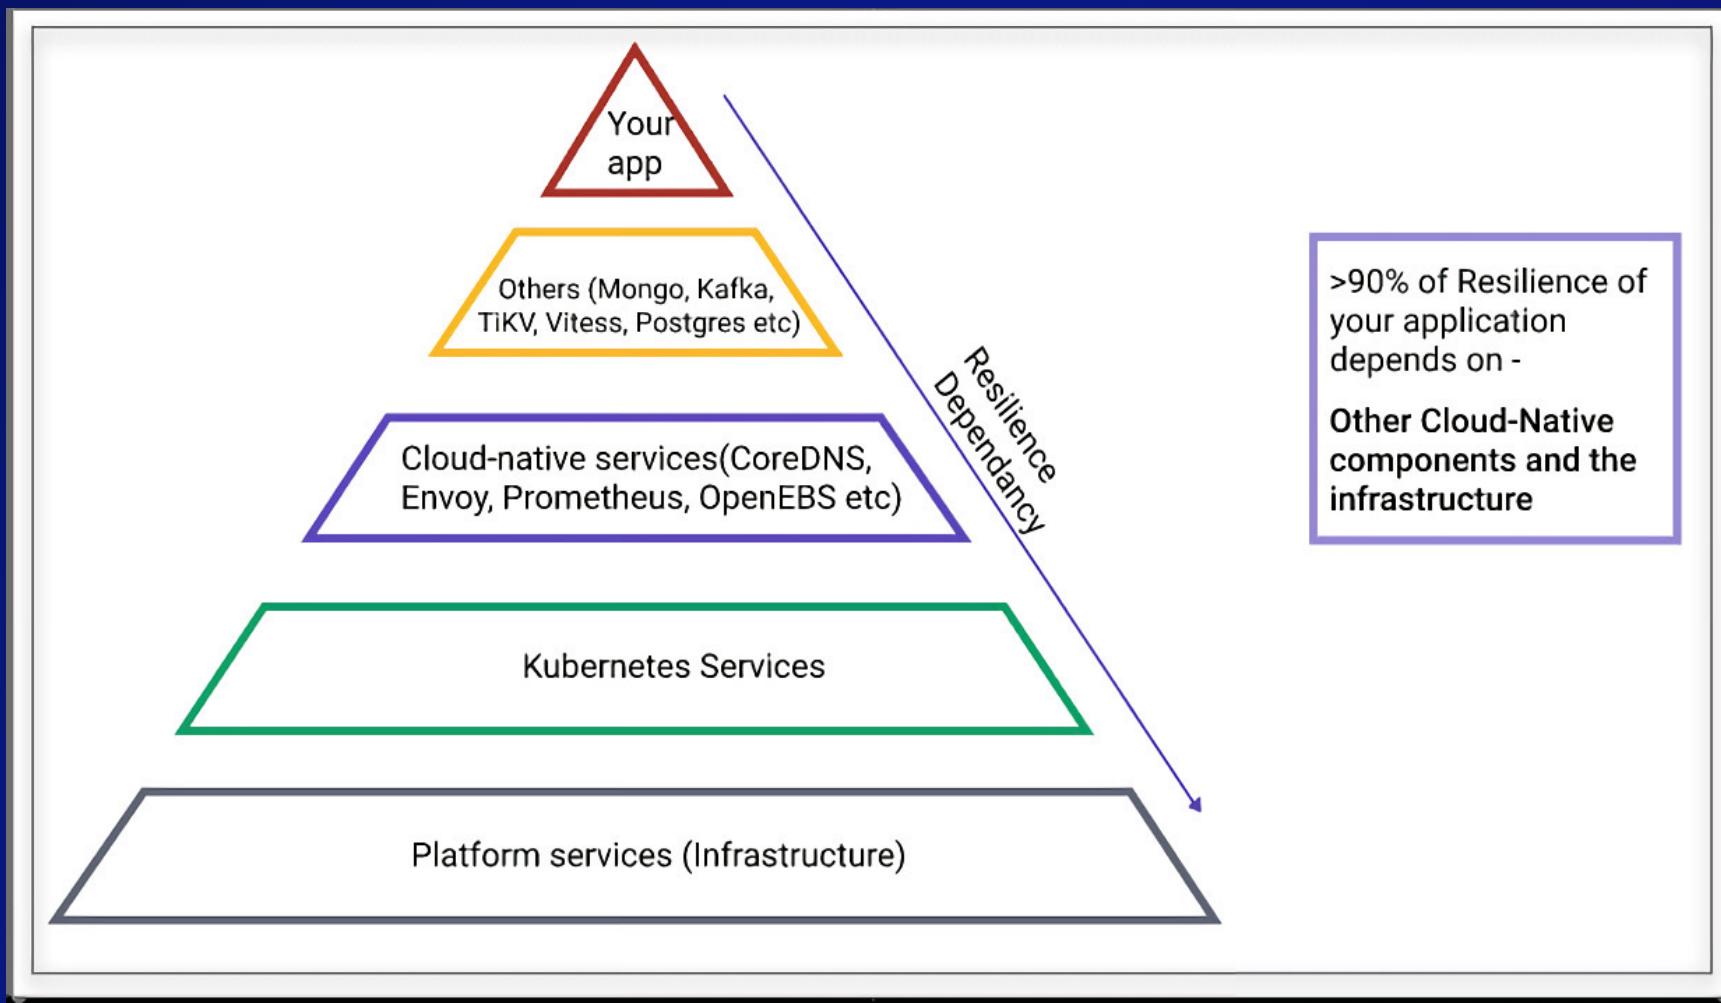 Your
app
Others (Mongo, Kafka,
TiKV, Vitess, Postgres etc)
Cloud-native services(CoreDNS,
Envoy, Prometheus, OpenEBS etc)
Kubernetes Services
Platform services (Infrastructure)
Resilience
Dependancy
>90% of Resilience of
your application
depends on -
Other Cloud-Native
components and the
infrastructure